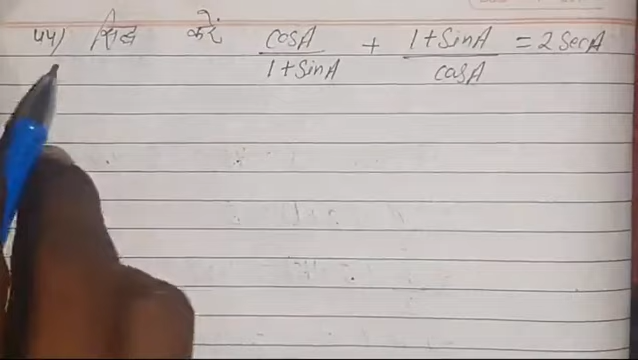 44) सिद्ध करें cosA/1+SinA + 1+SinA/cosA = 2 SecA